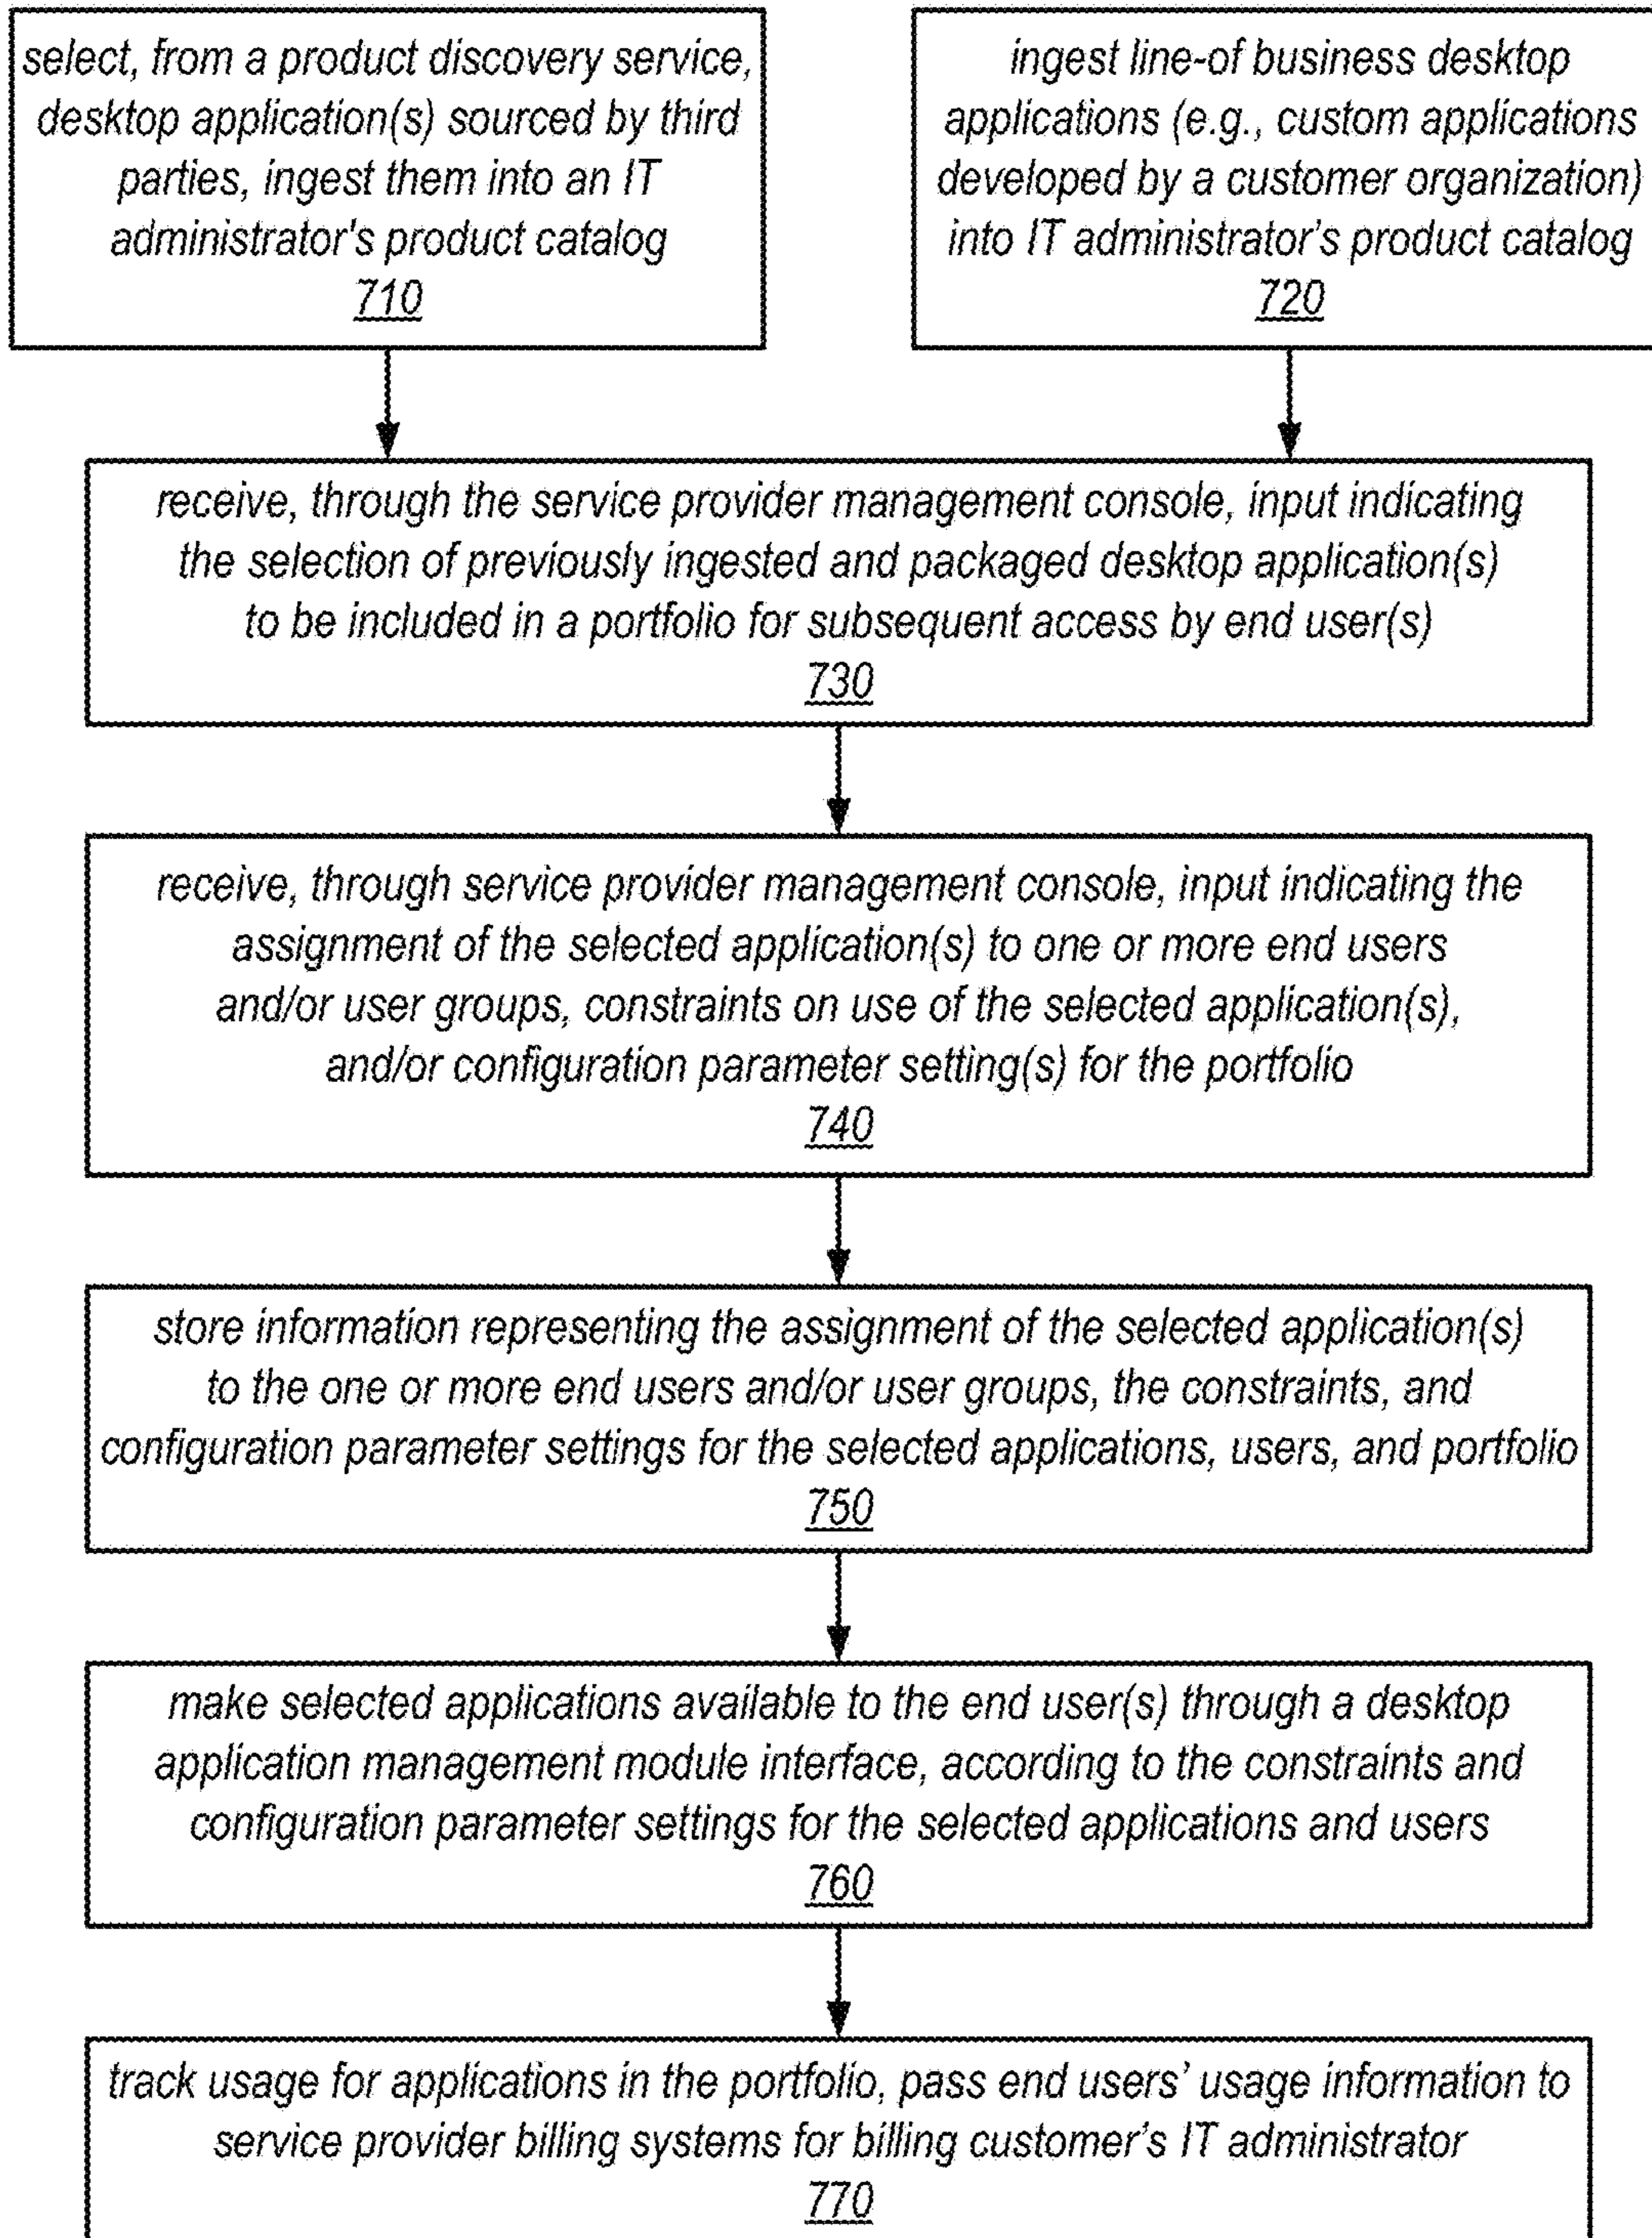 select, from a product discovery service,
desktop application(s) sourced by third
parties, ingest them into an IT
administrator's product catalog
710
ingest line-of business desktop
applications (e.g., custom applications
developed by a customer organization)
into IT administrator's product catalog
720
receive, through the service provider management console, input indicating
the selection of previously ingested and packaged desktop application(s)
to be included in a portfolio for subsequent access by end user(s)
730
receive, through service provider management console, input indicating the
assignment of the selected application(s) to one or more end users
and/or user groups, constraints on use of the selected application(s),
and/or configuration parameter setting(s) for the portfolio
740
store information representing the assignment of the selected application(s)
to the one or more end users and/or user groups, the constraints, and
configuration parameter settings for the selected applications, users, and portfolio
750
make selected applications available to the end user(s) through a desktop
application management module interface, according to the constraints and
configuration parameter settings for the selected applications and users
760
track usage for applications in the portfolio, pass end users' usage information to
service provider billing systems for billing customer's IT administrator
770